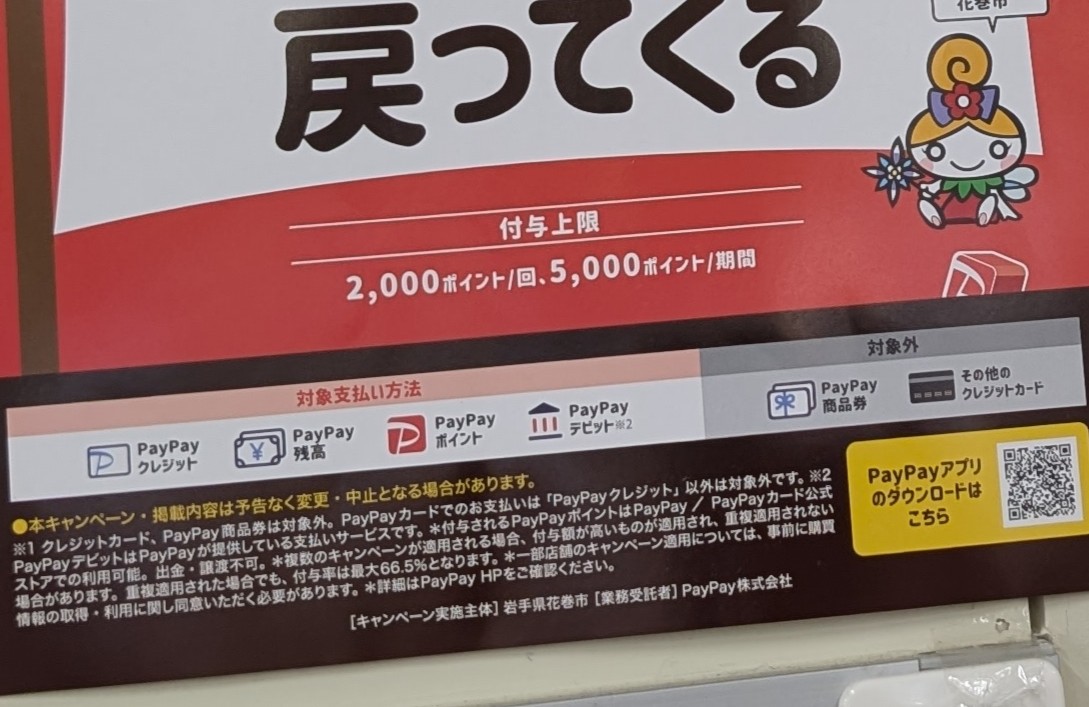 花巻市
戻ってくる
付与上限
2,000ポイント/回、5,000ポイント/期間
対象支払い方法
対象外
PayPay
クレジット
PayPay
残高
PayPay
ポイント
PayPay
デビット※2
PayPay
商品券
その他の
クレジットカード
●本キャンペーン・掲載内容は予告なく変更・中止となる場合があります。
※1 クレジットカード、PayPay商品券は対象外。PayPayカードでのお支払いは「PayPayクレジット」以外は対象外です。※2
PayPayデビットはPayPayが提供している支払いサービスです。＊付与されるPayPayポイントはPayPay／PayPayカード公式
ストアでの利用可能。出金・譲渡不可。＊複数のキャンペーンが適用される場合、付与額が高いものが適用され、重複適用されない
場合があります。重複適用された場合でも、付与率は最大66.5%となります。＊一部店舗のキャンペーン適用については、事前に購買
情報の取得・利用に関し同意いただく必要があります。＊詳細はPayPay HPをご確認ください。
[キャンペーン実施主体] 岩手県花巻市 [業務受託者] PayPay株式会社
PayPayアプリ
のダウンロードは
こちら